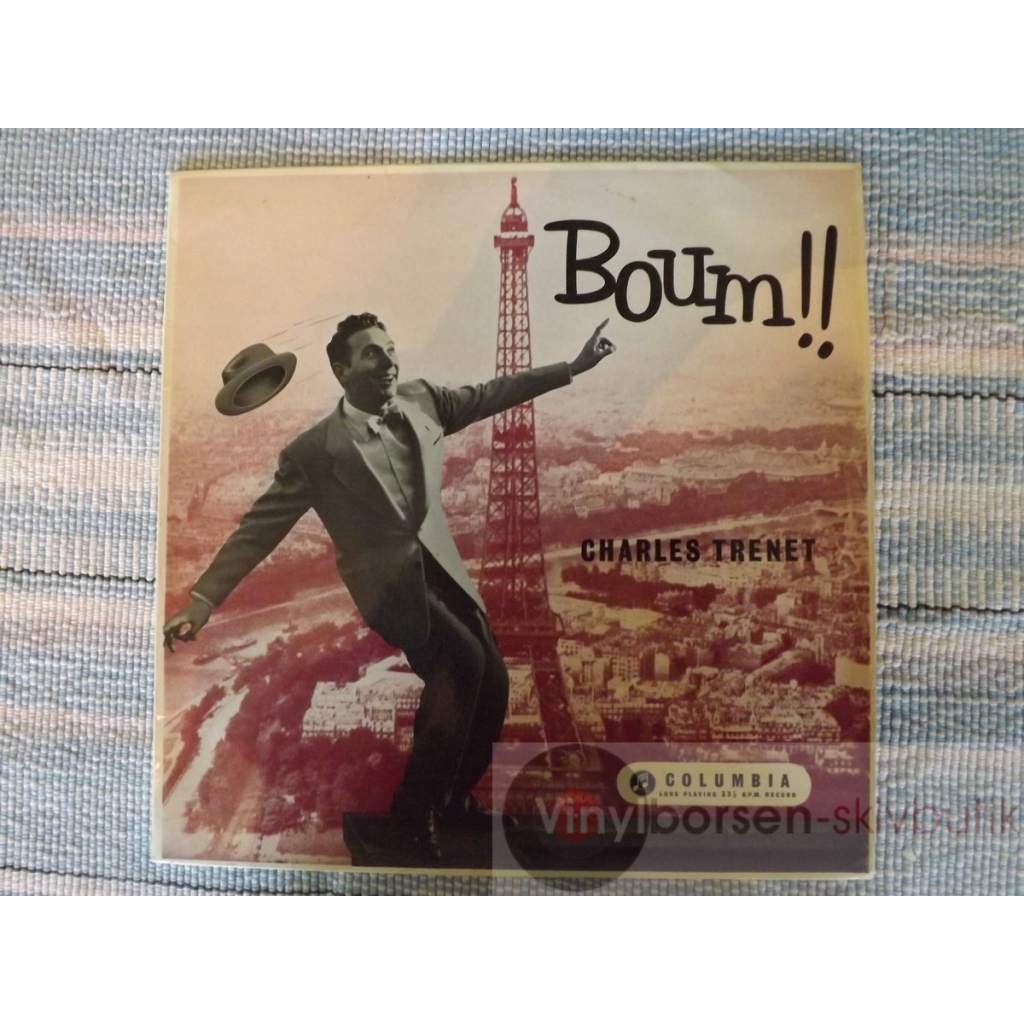 Boum!!
CHARLES TRENET
COLUMBIA
LONG PLAYING 33⅓ R.P.M. RECORD
Vinylborsen-skivbutik